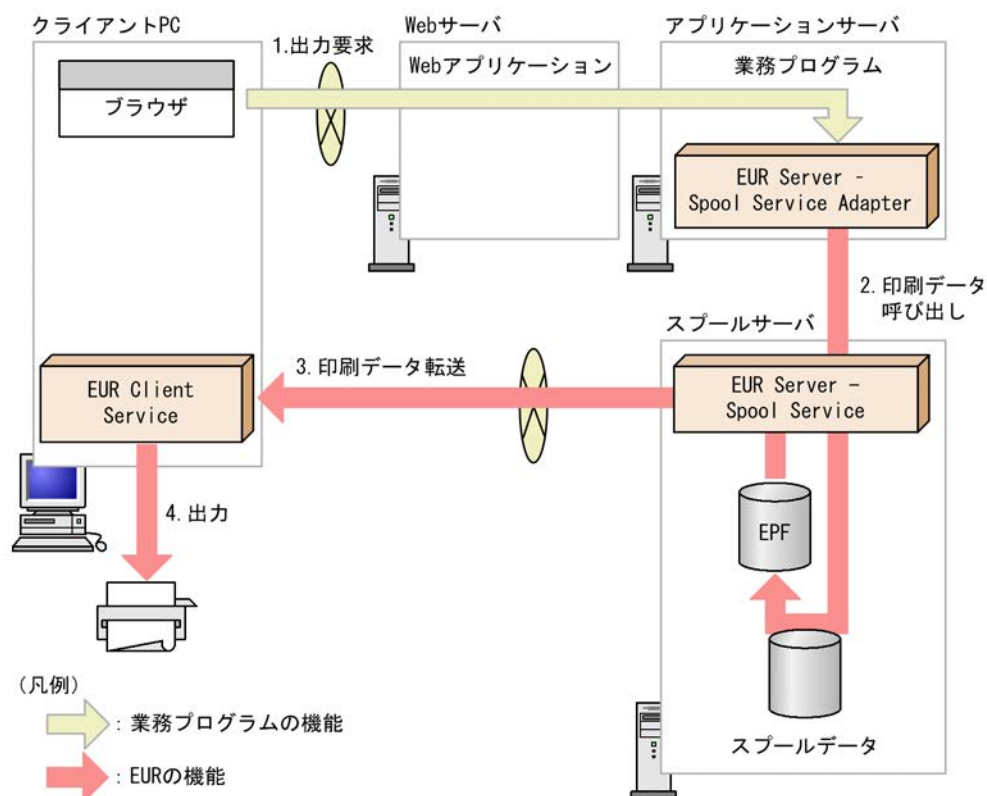 クライアントPC
Webサーバ
アプリケーションサーバ
1.出力要求
Webアプリケーション
業務プログラム
ブラウザ
EUR Server -
Spool Service Adapter
2.印刷データ
呼び出し
スプールサーバ
3.印刷データ転送
EUR Client
Service
EUR Server −
Spool Service
4.出力
EPF
スプールデータ
(凡例)
：業務プログラムの機能
：EURの機能